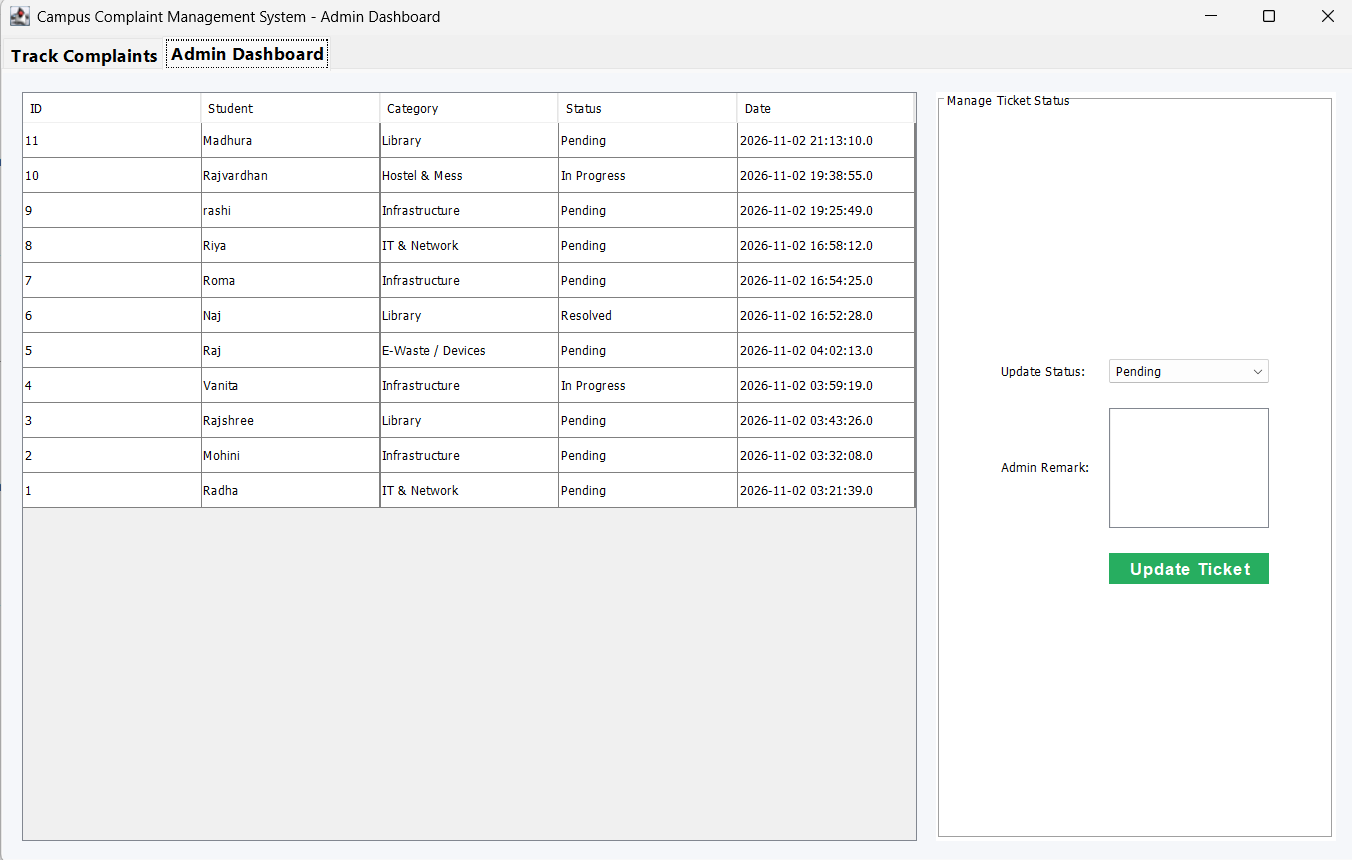 Campus Complaint Management System - Admin Dashboard
Track Complaints Admin Dashboard
ID Student Category Status Date
11 Madhura Library Pending 2026-11-02 21:13:10.0
10 Rajvardhan Hostel & Mess In Progress 2026-11-02 19:38:55.0
9 rashi Infrastructure Pending 2026-11-02 19:25:49.0
8 Riya IT & Network Pending 2026-11-02 16:58:12.0
7 Roma Infrastructure Pending 2026-11-02 16:54:25.0
6 Naj Library Resolved 2026-11-02 16:52:28.0
5 Raj E-Waste / Devices Pending 2026-11-02 04:02:13.0
4 Vanita Infrastructure In Progress 2026-11-02 03:59:19.0
3 Rajshree Library Pending 2026-11-02 03:43:26.0
2 Mohini Infrastructure Pending 2026-11-02 03:32:08.0
1 Radha IT & Network Pending 2026-11-02 03:21:39.0
Manage Ticket Status
Update Status: Pending
Admin Remark:
Update Ticket